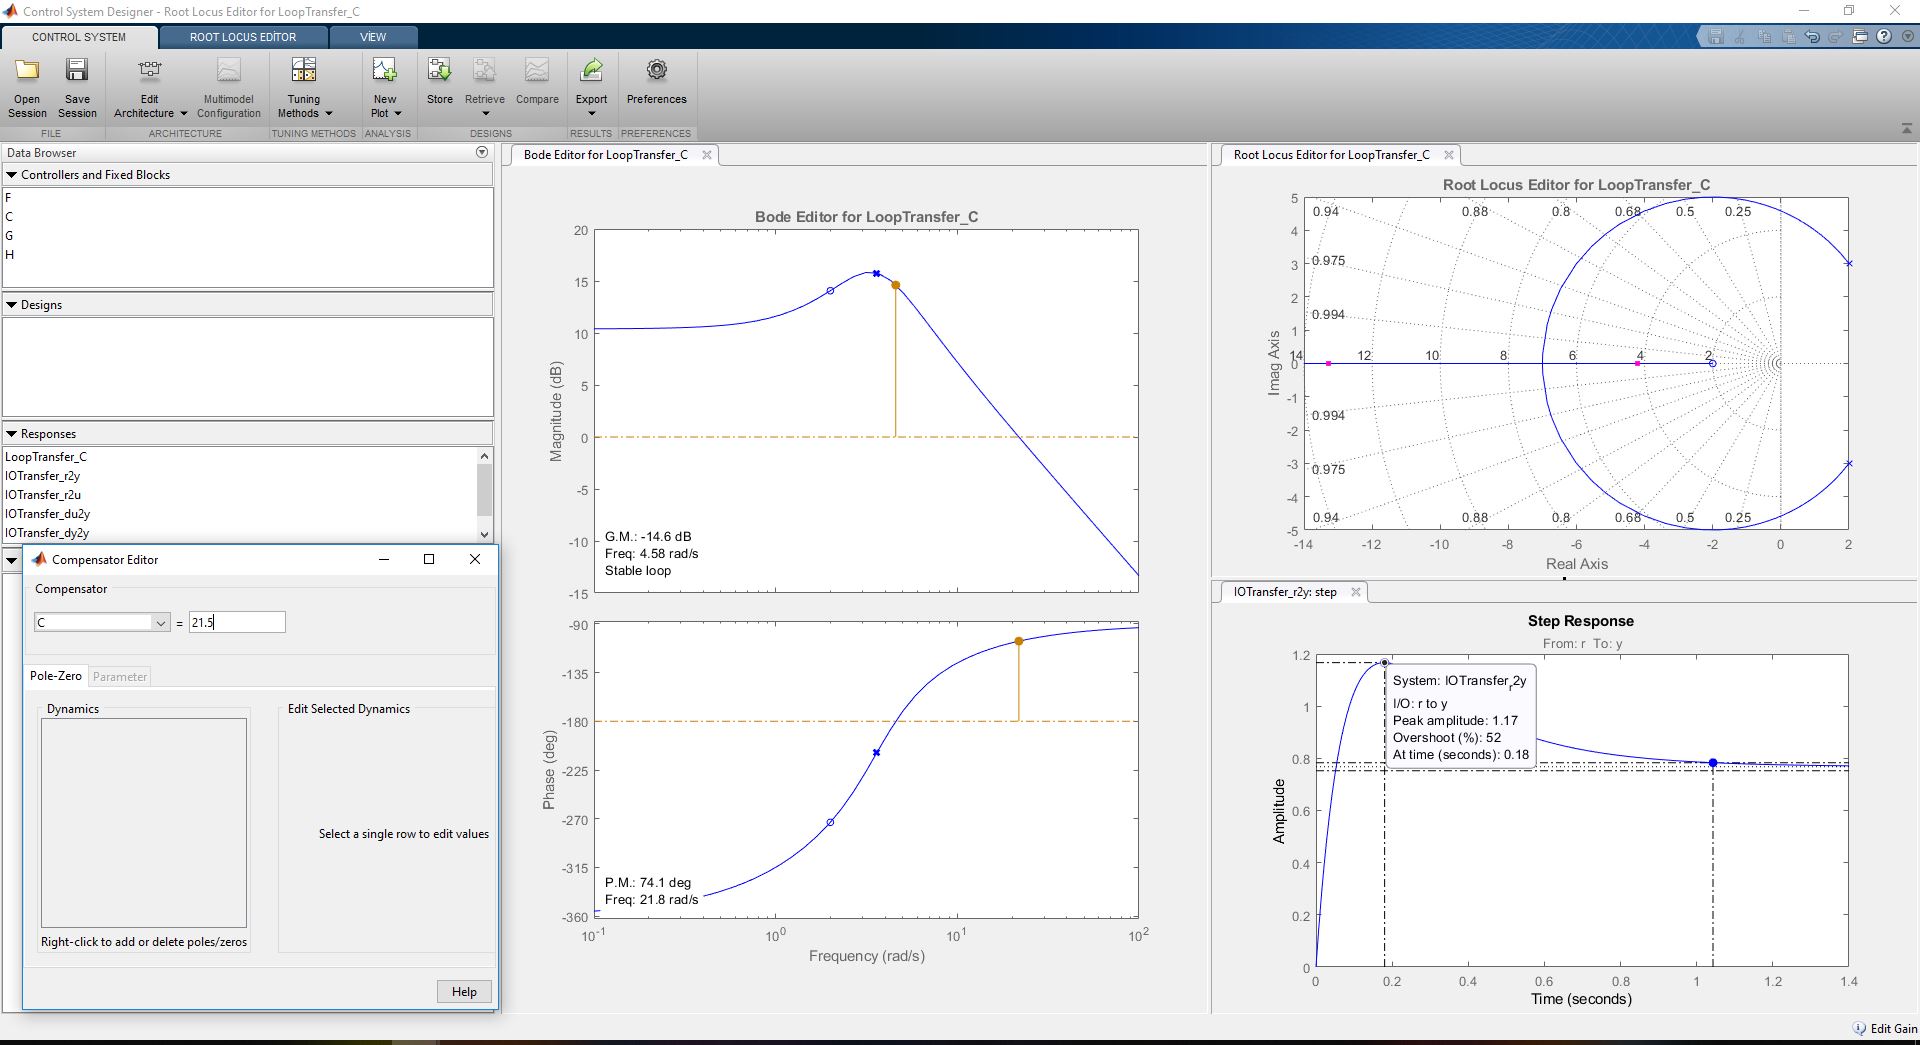 Control System Designer - Root Locus Editor for LoopTransfer_C
CONTROL SYSTEM
ROOT LOCUS EDITOR
VIEW
Open Session
Save Session
Edit Architecture
Multimodel Configuration
Tuning Methods
New Plot
Store
Retrieve
Compare
Export
Preferences
FILE
ARCHITECTURE
TUNING METHODS
ANALYSIS
DESIGNS
RESULTS
PREFERENCES
Data Browser
Controllers and Fixed Blocks
F
C
G
H
Designs
Responses
LoopTransfer_C
IOTransfer_r2y
IOTransfer_r2u
IOTransfer_du2y
IOTransfer_dy2y
Compensator Editor
Compensator
C = 21.5
Pole-Zero
Parameter
Dynamics
Edit Selected Dynamics
Select a single row to edit values
Right-click to add or delete poles/zeros
Help
Bode Editor for LoopTransfer_C
Bode Editor for LoopTransfer_C
20
15
10
5
0
-5
-10
-15
Magnitude (dB)
G.M.: -14.6 dB
Freq: 4.58 rad/s
Stable loop
-90
-135
-180
-225
-270
-315
-360
Phase (deg)
P.M.: 74.1 deg
Freq: 21.8 rad/s
10-1 100 101 102
Frequency (rad/s)
Root Locus Editor for LoopTransfer_C
Root Locus Editor for LoopTransfer_C
5
4
3
2
1
0
-1
-2
-3
-4
-5
Imag Axis
0.94 0.88 0.8 0.68 0.5 0.25
0.975
0.994
14 12 10 8 6 4 2
0.994
0.975
0.94 0.88 0.8 0.68 0.5 0.25
-14 -12 -10 -8 -6 -4 -2 0 2
Real Axis
IOTransfer_r2y: step
Step Response
From: r To: y
1.2
1
0.8
0.6
0.4
0.2
0
Amplitude
System: IOTransfer_r2y
I/O: r to y
Peak amplitude: 1.17
Overshoot (%): 52
At time (seconds): 0.18
0 0.2 0.4 0.6 0.8 1 1.2 1.4
Time (seconds)
Edit Gain